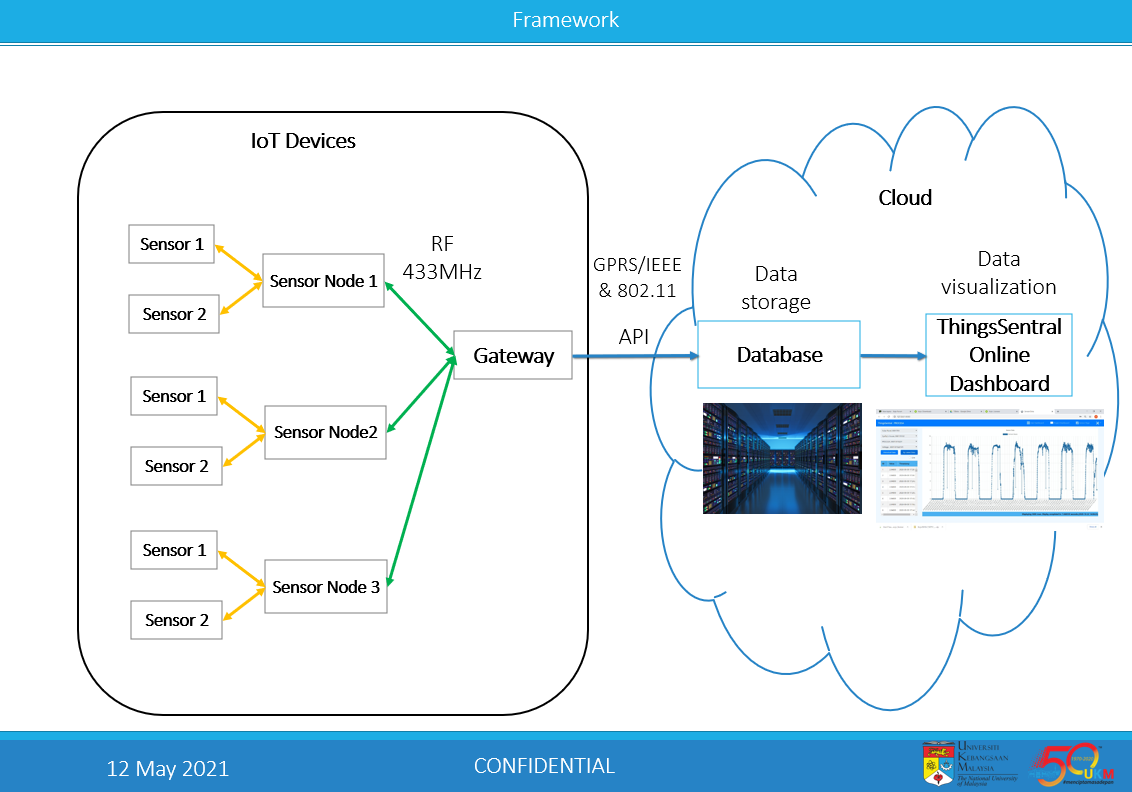 Framework
IoT Devices
Sensor 1
Sensor 2
Sensor Node 1
RF
433MHz
Sensor 1
Sensor 2
Sensor Node2
Sensor 1
Sensor 2
Sensor Node 3
Gateway
GPRS/IEEE
& 802.11
API
Cloud
Data
storage
Database
Data
visualization
ThingsSentral
Online
Dashboard
12 May 2021
CONFIDENTIAL
UNIVERSITI
KEBANGSAAN
MALAYSIA
The National University
of Malaysia
50
UKM